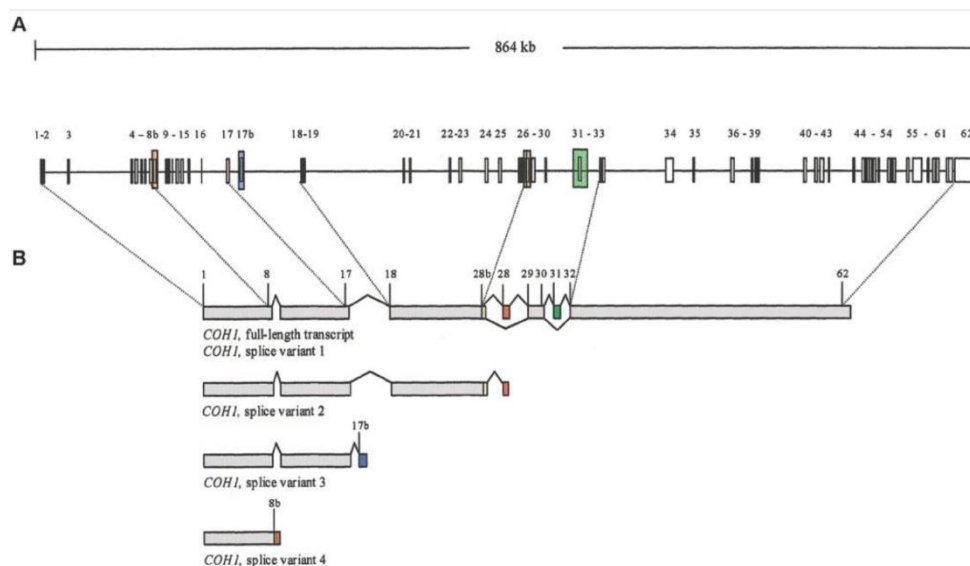 A
864 kb
1-2 3 4 – 8b 9 - 15 16 17 17b 18-19 20-21 22-23 24 25 26 - 30 31 - 33 34 35 36 - 39 40 - 43 44 - 54 55 - 61 62
B
1 8 17 18 28b 28 29 30 31 32 62
COH1, full-length transcript
COH1, splice variant 1
COH1, splice variant 2
17b
COH1, splice variant 3
8b
COH1, splice variant 4